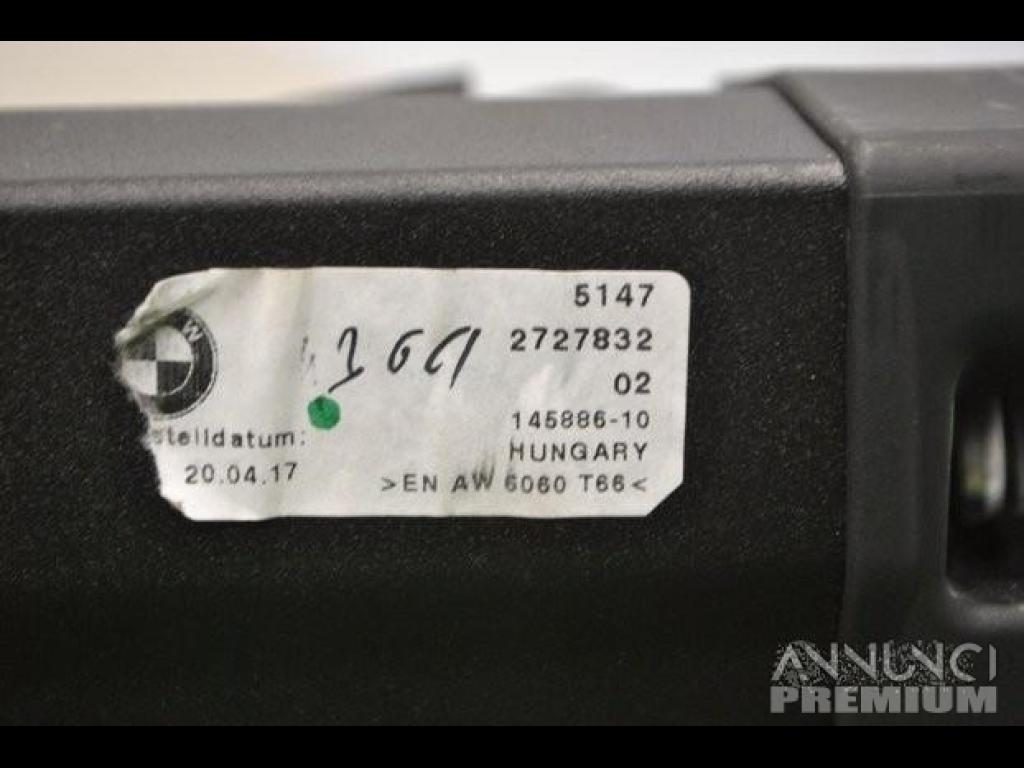 5147
2727832
02
145886-10
HUNGARY
>EN AW 6060 T66<
stelldatum:
20.04.17
ANNUNCI
PREMIUM